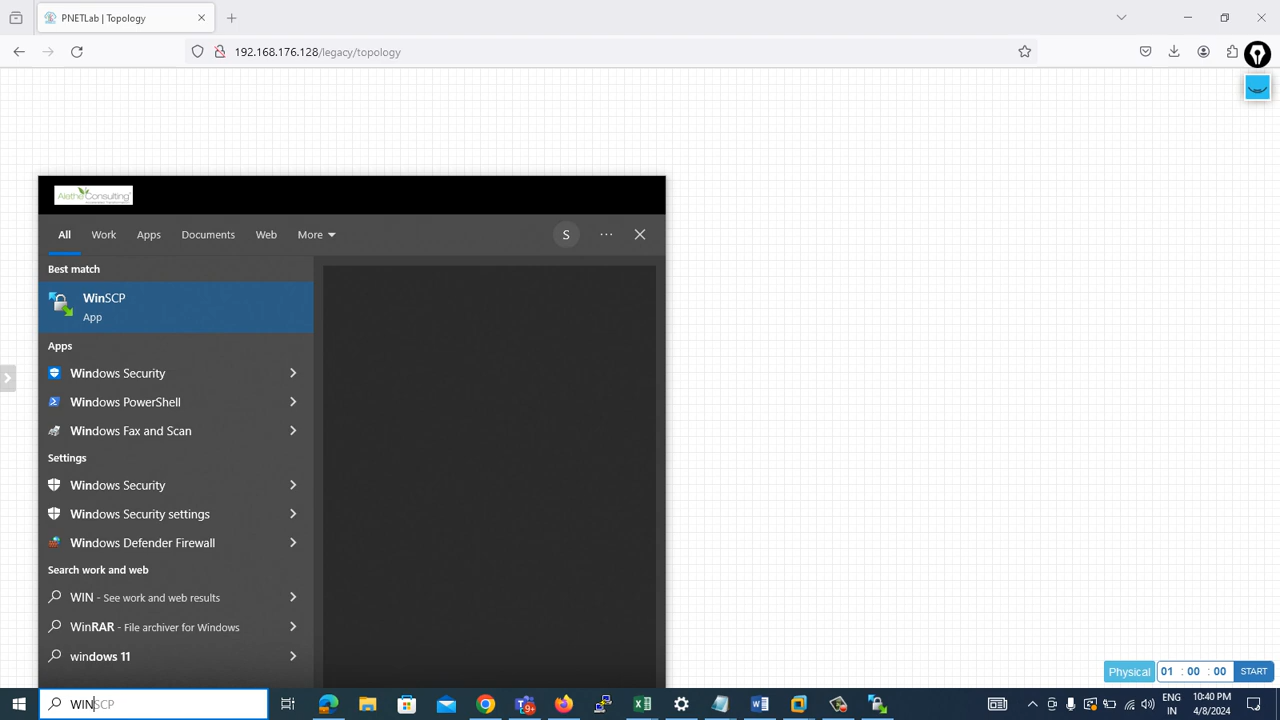 PNETLab | Topology
192.168.176.128/legacy/topology
Alethe Consulting
All Work Apps Documents Web More S
Best match
WinSCP
App
Apps
Windows Security
Windows PowerShell
Windows Fax and Scan
Settings
Windows Security
Windows Security settings
Windows Defender Firewall
Search work and web
WIN - See work and web results
WinRAR - File archiver for Windows
windows 11
Physical 01 : 00 : 00 START
WINSCP
9+
ENG
IN
10:40 PM
4/8/2024